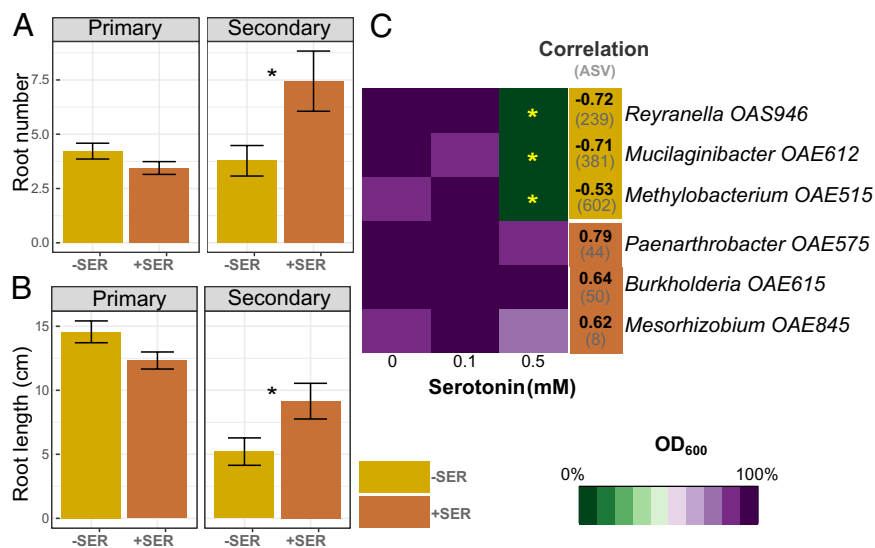 A
Primary
Secondary
Root number
7.5
5.0
2.5
0.0
*
-SER
+SER
-SER
+SER
B
Primary
Secondary
Root length (cm)
15
10
5
0
*
-SER
+SER
-SER
+SER
C
Correlation
(ASV)
* -0.72 (239) Reyranella OAS946
* -0.71 (381) Mucilaginibacter OAE612
* -0.53 (602) Methylobacterium OAE515
0.79 (44) Paenarthrobacter OAE575
0.64 (50) Burkholderia OAE615
0.62 (8) Mesorhizobium OAE845
0 0.1 0.5
Serotonin (mM)
-SER
+SER
OD600
0% 100%